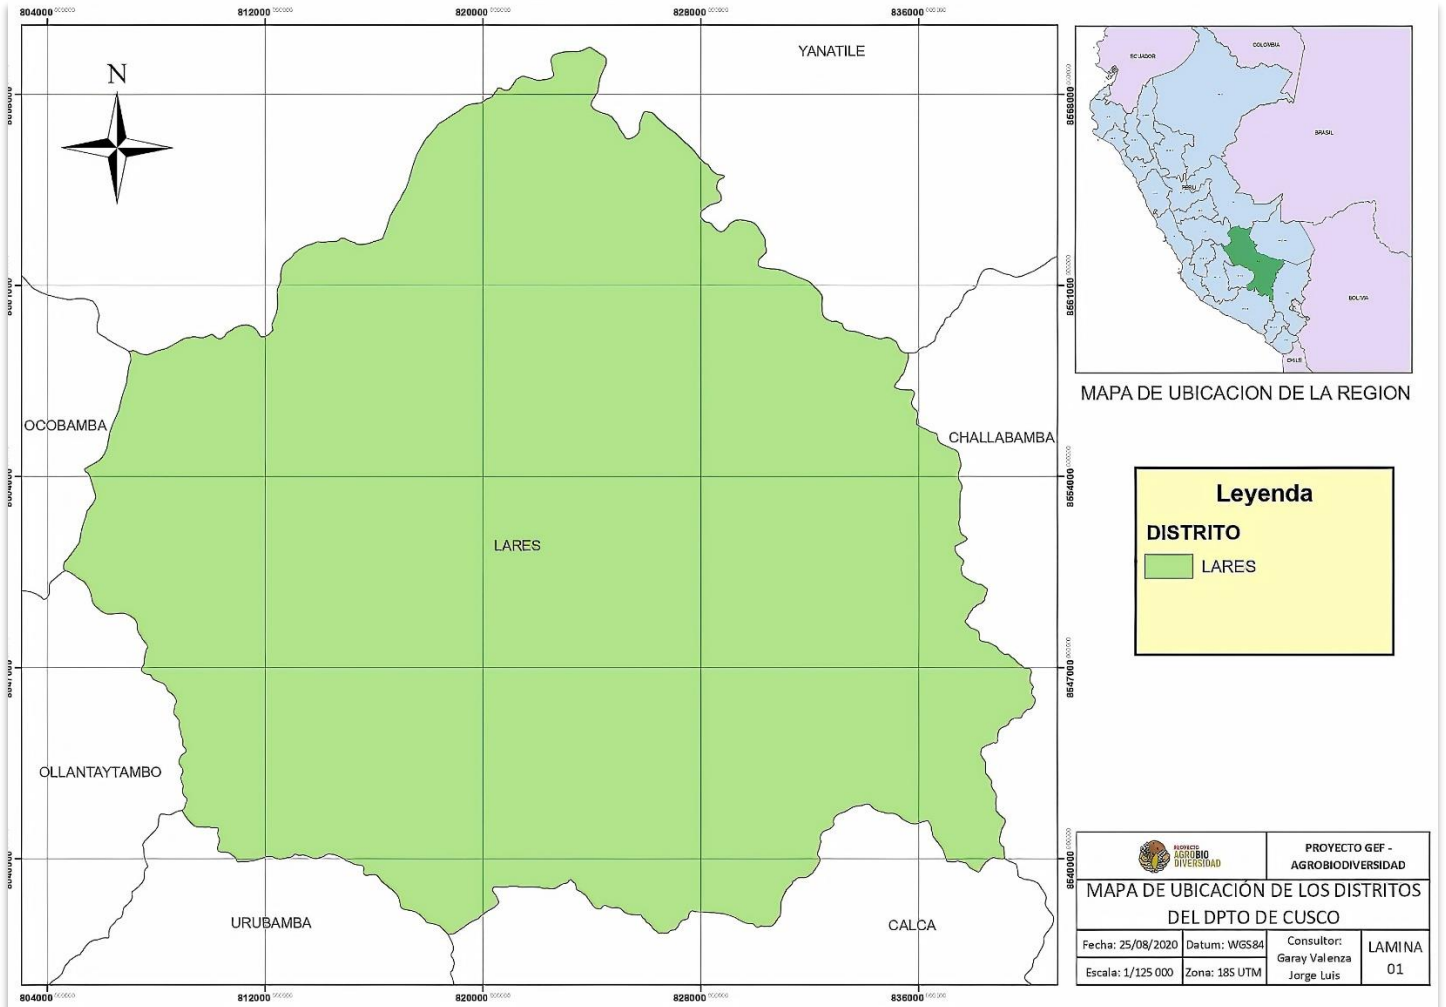 804000
812000
820000
828000
836000
YANATILE
N
OCOBAMBA
CHALLABAMBA
LARES
OLLANTAYTAMBO
URUBAMBA
CALCA
8568000
8561000
8554000
8547000
8540000
804000
812000
820000
828000
836000
ECUADOR
COLOMBIA
BRASIL
PERU
BOLIVIA
CHILE
MAPA DE UBICACION DE LA REGION
Leyenda
DISTRITO
LARES
PROYECTO
AGROBIO
DIVERSIDAD
PROYECTO GEF -
AGROBIODIVERSIDAD
MAPA DE UBICACIÓN DE LOS DISTRITOS
DEL DPTO DE CUSCO
Fecha: 25/08/2020
Datum: WGS84
Consultor:
Garay Valenza
Jorge Luis
LAMINA
01
Escala: 1/125 000
Zona: 18S UTM